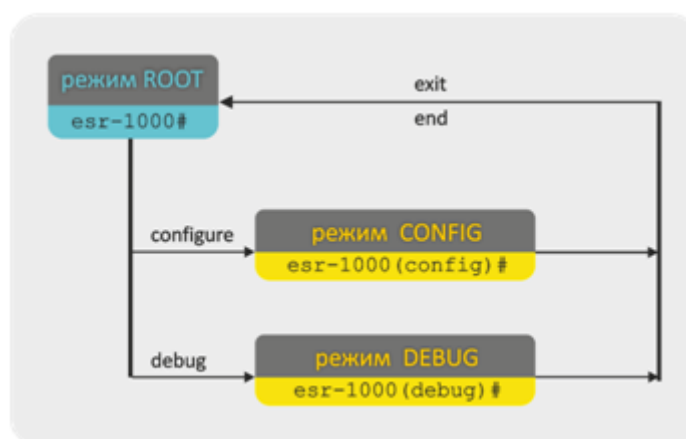 режим ROOT
esr-1000#
exit
end
configure
режим CONFIG
esr-1000(config)#
debug
режим DEBUG
esr-1000(debug)#